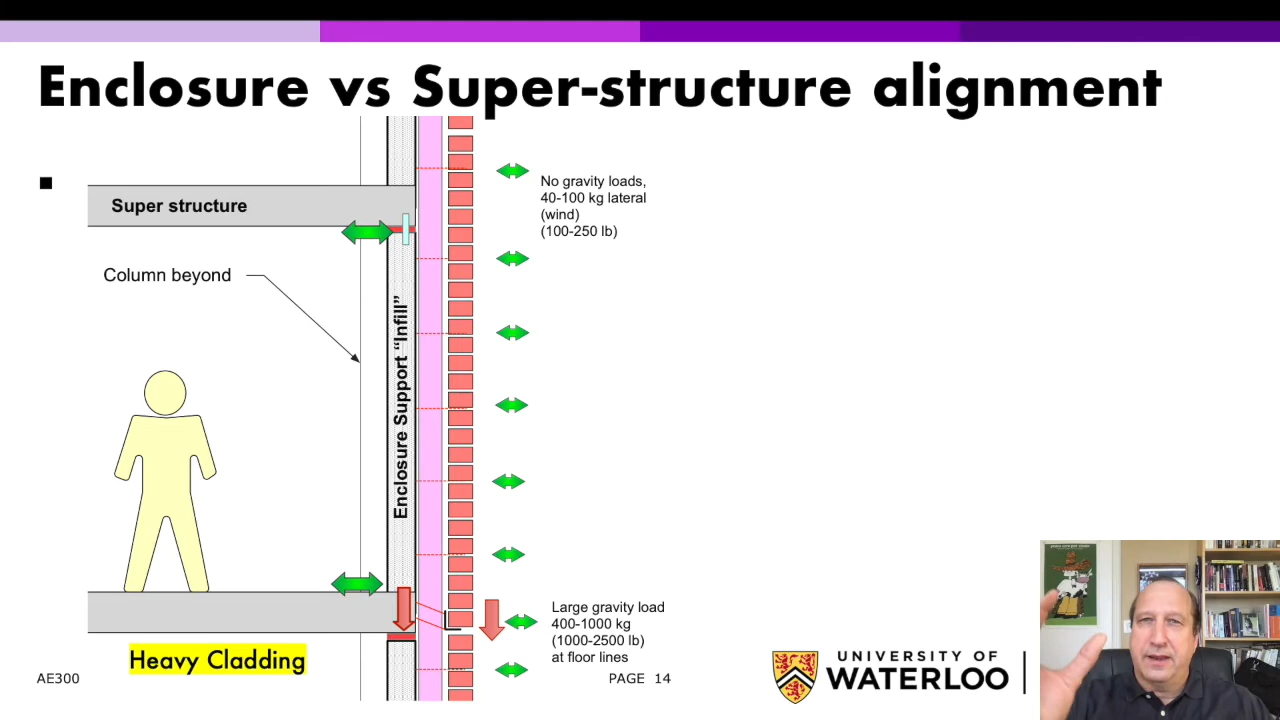 Enclosure vs Super-structure alignment
Super structure
Column beyond
Enclosure Support “Infill”
No gravity loads,
40-100 kg lateral
(wind)
(100-250 lb)
Large gravity load
400-1000 kg
(1000-2500 lb)
at floor lines
Heavy Cladding
AE300
PAGE 14
UNIVERSITY OF
WATERLOO